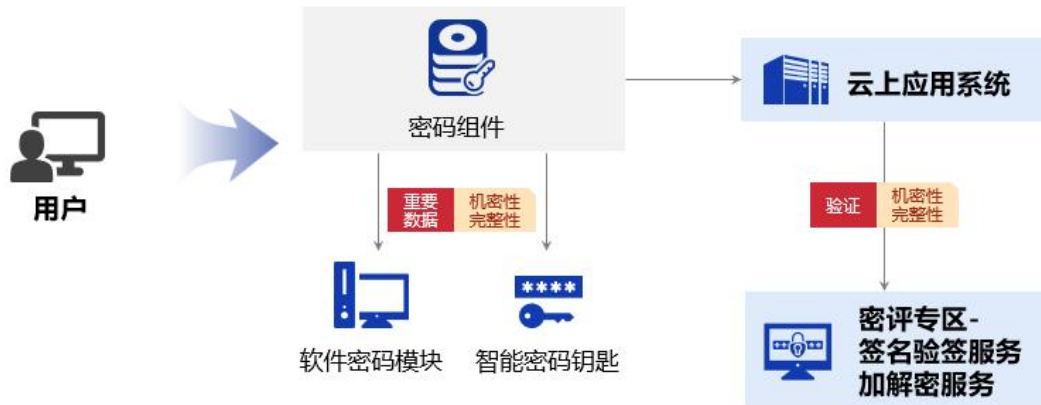 用户
密码组件
重要
数据
机密性
完整性
软件密码模块
****
智能密码钥匙
云上应用系统
验证
机密性
完整性
密评专区-
签名验签服务
加解密服务